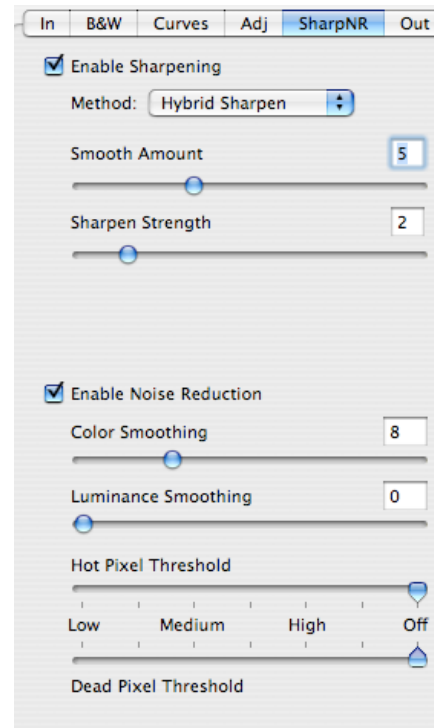 In B&W Curves Adj SharpNR Out
Enable Sharpening
Method: Hybrid Sharpen
Smooth Amount 5
Sharpen Strength 2
Enable Noise Reduction
Color Smoothing 8
Luminance Smoothing 0
Hot Pixel Threshold
Low Medium High Off
Dead Pixel Threshold